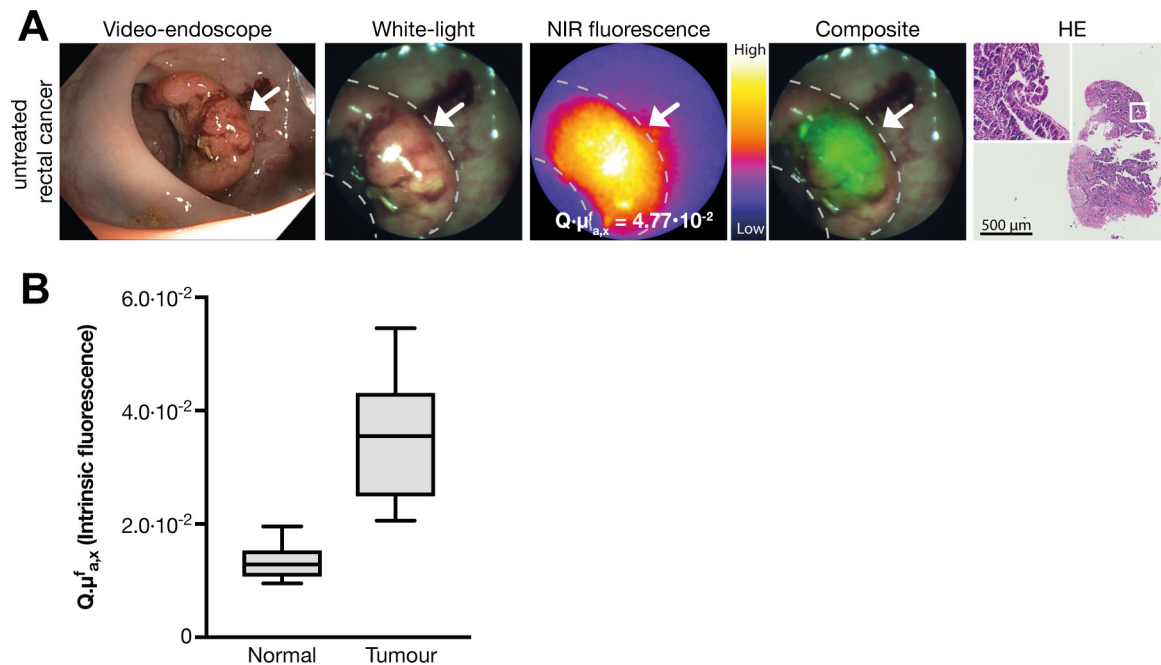 A
Video-endoscope
White-light
NIR fluorescence
Composite
HE
untreated
rectal cancer
High
Low
Q·μᶠa,x = 4.77·10⁻²
500 μm
B
Q.μᶠa,x (Intrinsic fluorescence)
6.0·10⁻²
4.0·10⁻²
2.0·10⁻²
0
Normal
Tumour